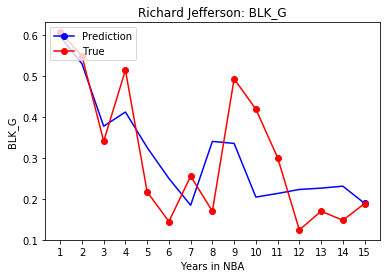 Richard Jefferson: BLK_G
Prediction
True
BLK_G
0.6
0.5
0.4
0.3
0.2
0.1
1 2 3 4 5 6 7 8 9 10 11 12 13 14 15
Years in NBA